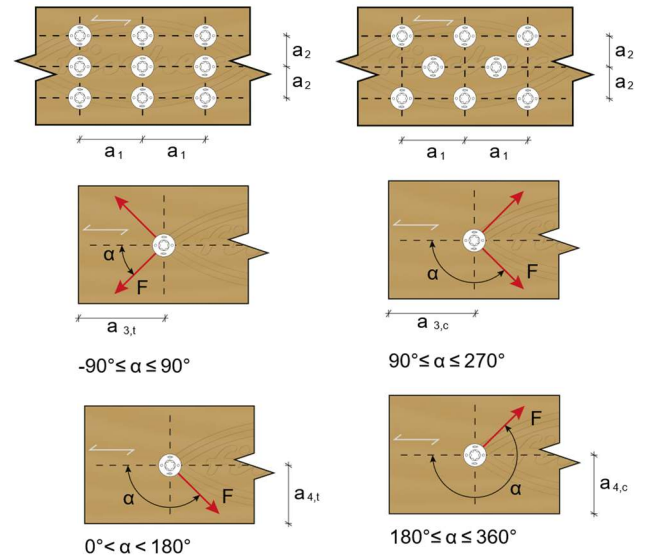 a2
a2
a1 a1
a2
a2
a1 a1
α
F
a3,t
-90°≤ α ≤ 90°
α
F
a3,c
90°≤ α ≤ 270°
α
F
a4,t
0°< α < 180°
F
α
a4,c
180°≤ α ≤ 360°